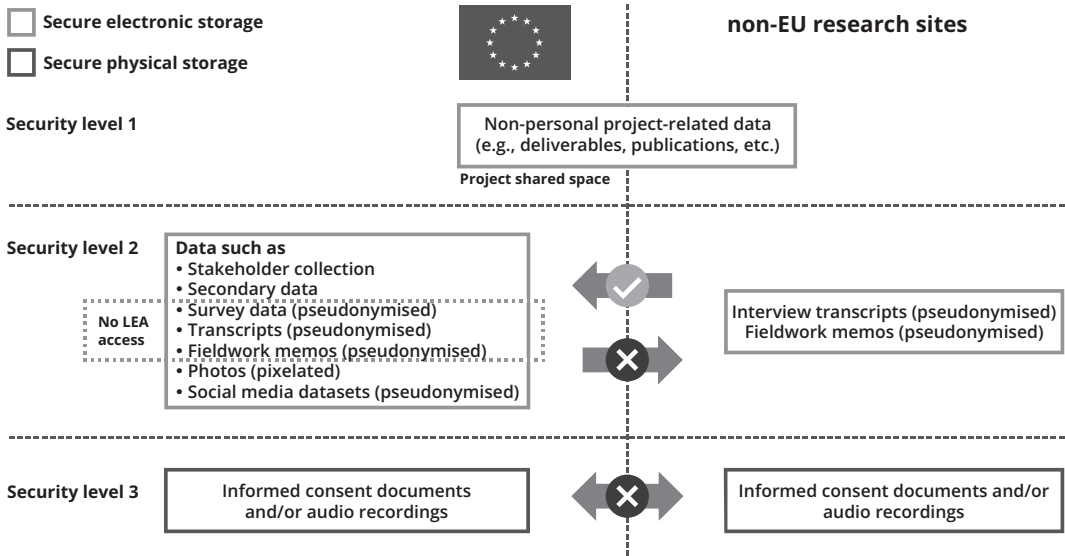 Secure electronic storage
Secure physical storage
non-EU research sites
Security level 1
Non-personal project-related data
(e.g., deliverables, publications, etc.)
Project shared space
Security level 2
Data such as
• Stakeholder collection
• Secondary data
• Survey data (pseudonymised)
• Transcripts (pseudonymised)
• Fieldwork memos (pseudonymised)
• Photos (pixelated)
• Social media datasets (pseudonymised)
No LEA
access
Interview transcripts (pseudonymised)
Fieldwork memos (pseudonymised)
Security level 3
Informed consent documents
and/or audio recordings
Informed consent documents and/or
audio recordings